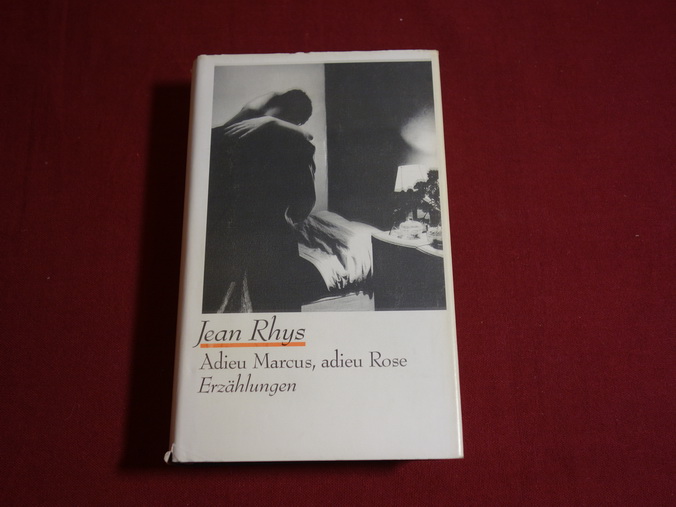 Jean Rhys
Adieu Marcus, adieu Rose
Erzählungen